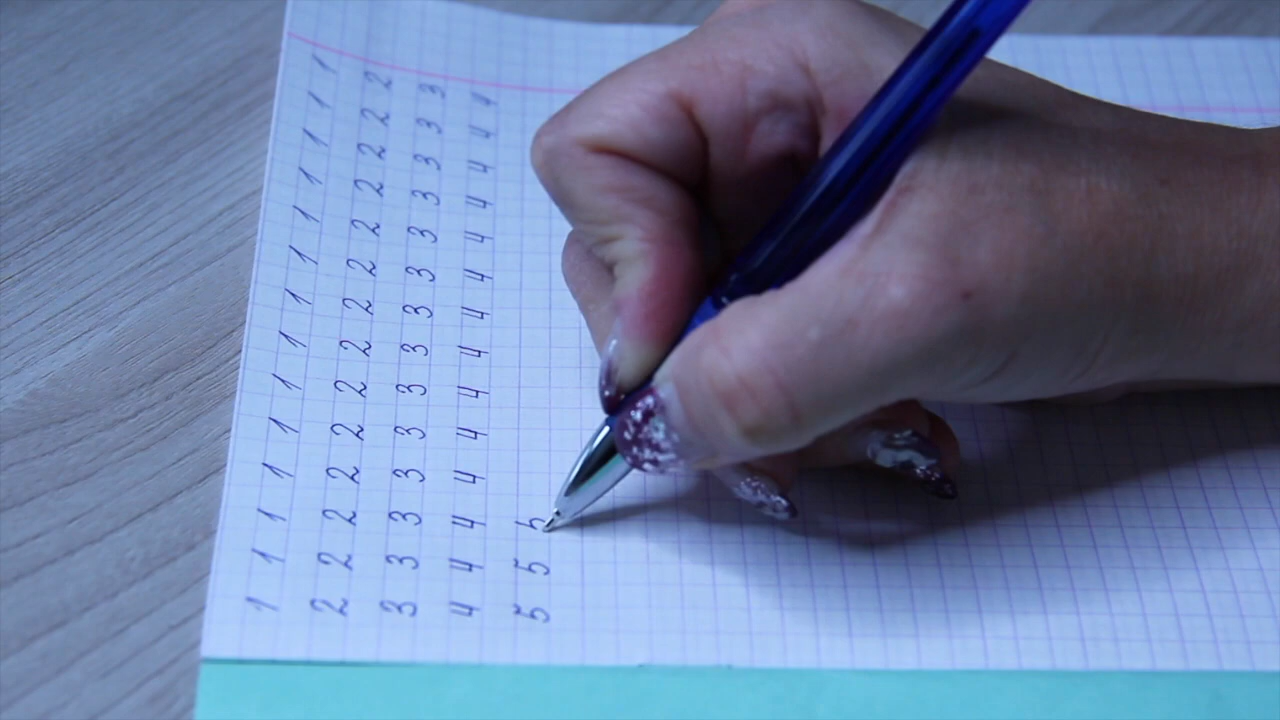 1 1 1 1 1 1 1 1 1 1 1 1 1 1
2 2 2 2 2 2 2 2 2 2 2 2 2 2
3 3 3 3 3 3 3 3 3 3 3 3 3 3
4 4 4 4 4 4 4 4 4 4 4 4 4 4
5 5 5